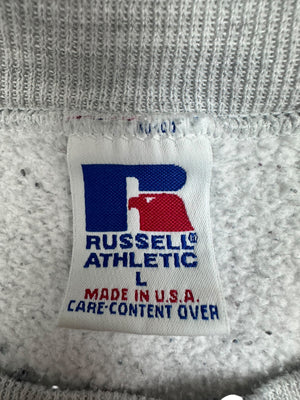 RUSSELL
ATHLETIC
L
MADE IN U.S.A.
CARE-CONTENT OVER